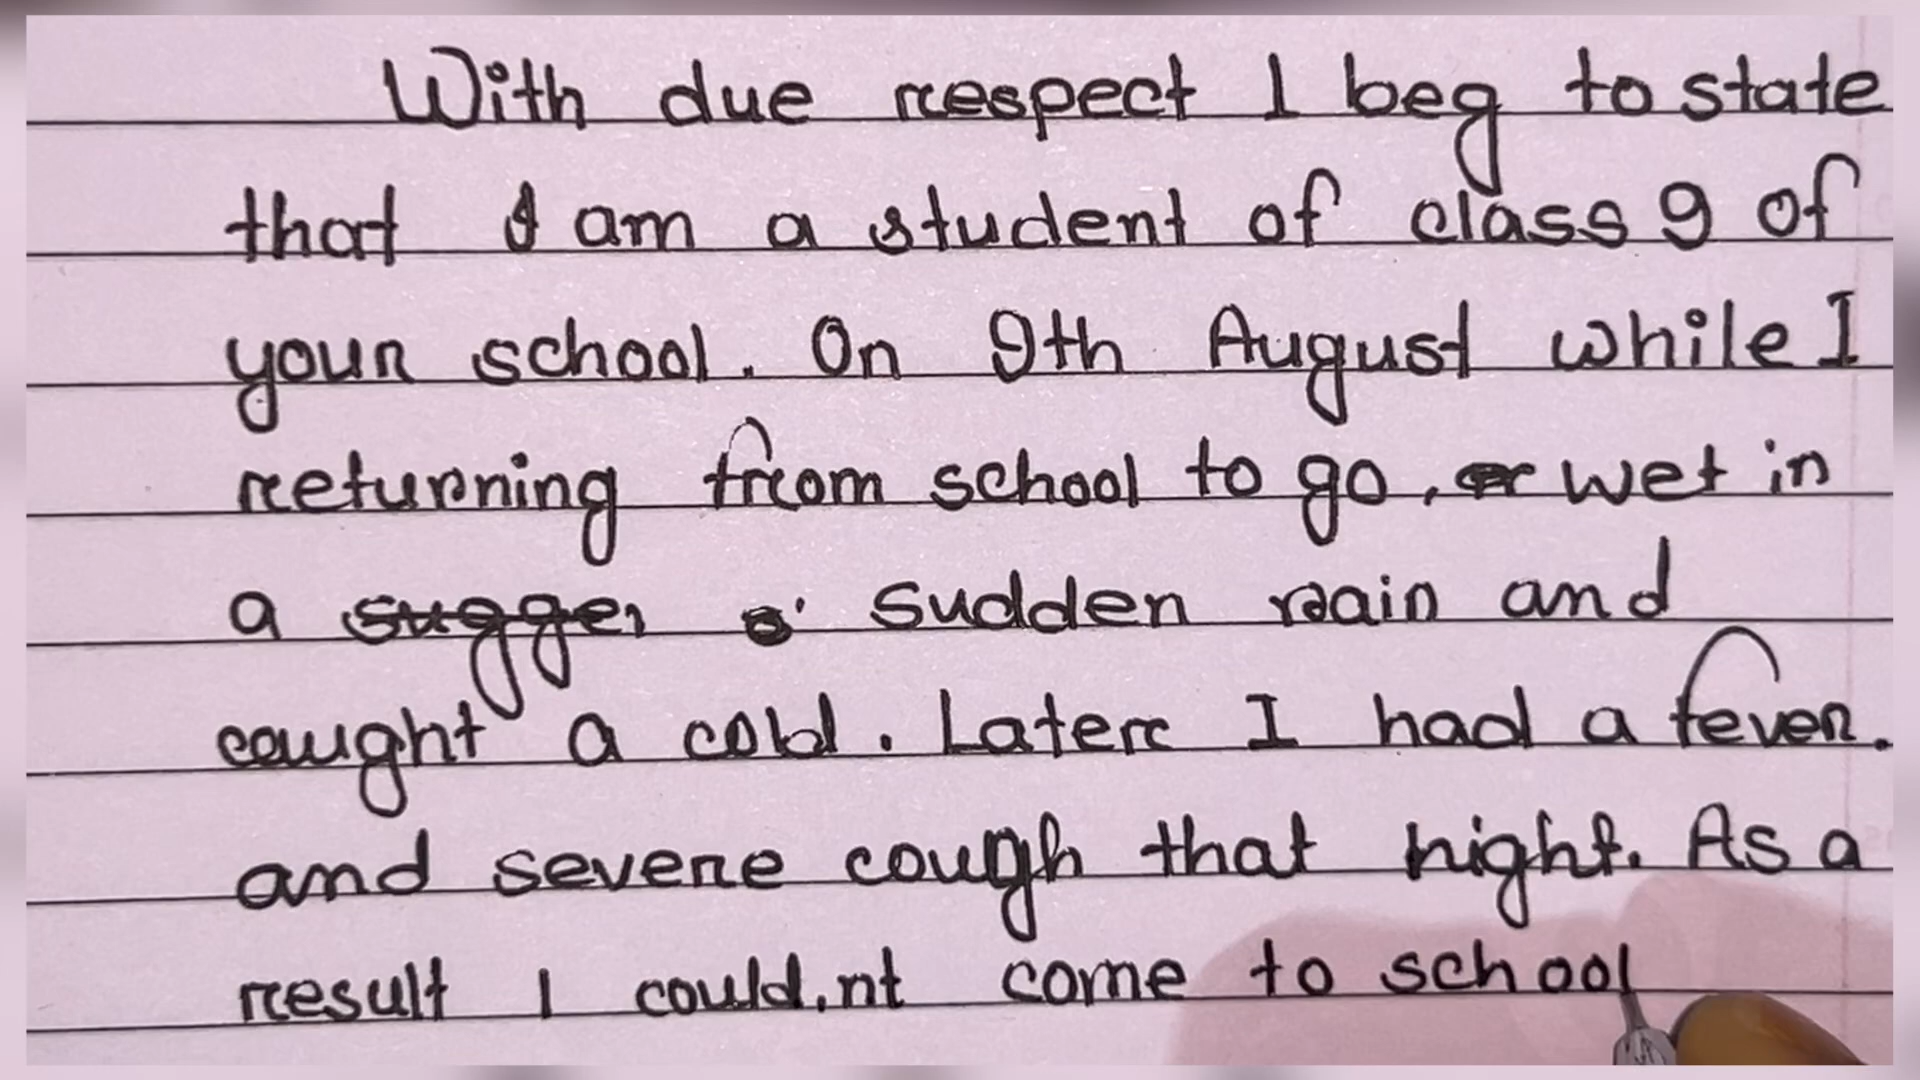 With due respect I beg to state
that I am a student of class 9 of
your school. On 9th August while I
returning from school to go, wet in
a sudden rain and
caught a cold. Later I had a fever.
and severe cough that night. As a
result I could.nt come to school